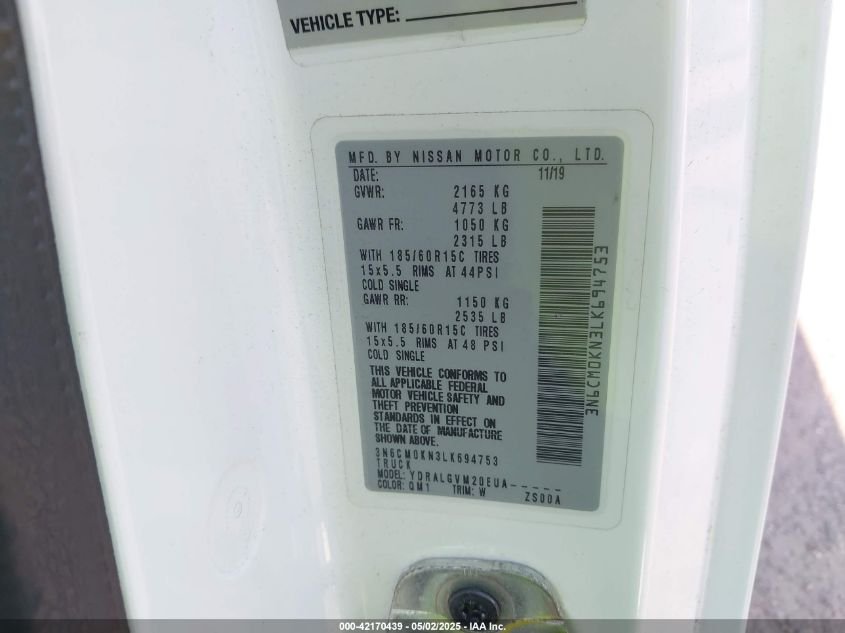 VEHICLE TYPE:
MFD. BY NISSAN MOTOR CO., LTD.
DATE: 11/19
GVWR: 2165 KG
4773 LB
GAWR FR: 1050 KG
2315 LB
WITH 185/60R15C TIRES
15x5.5 RIMS AT 44PSI
COLD SINGLE
GAWR RR: 1150 KG
2535 LB
WITH 185/60R15C TIRES
15x5.5 RIMS AT 48 PSI
COLD SINGLE
THIS VEHICLE CONFORMS TO
ALL APPLICABLE FEDERAL
MOTOR VEHICLE SAFETY AND
THEFT PREVENTION
STANDARDS IN EFFECT ON
THE DATE OF MANUFACTURE
SHOWN ABOVE.
3N6CM0KN3LK694753
TRUCK
MODEL: YDRALGVM20EUA-----
COLOR: QM1 TRIM: W ZS00A
3N6CM0KN3LK694753
000-42170439 - 05/02/2025 - IAA Inc.